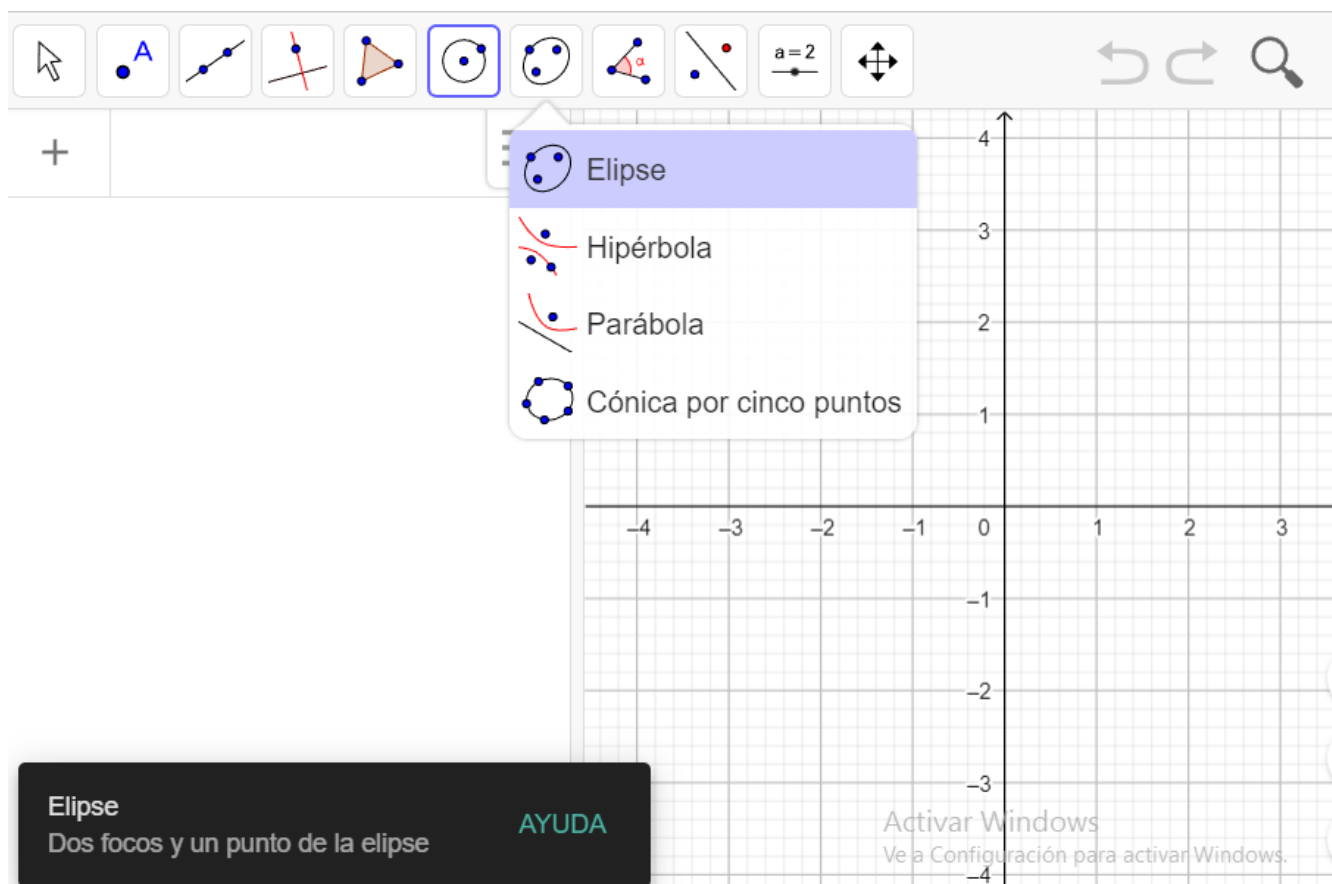 A
α
a=2
+
Elipse
Hipérbola
Parábola
Cónica por cinco puntos
4
3
2
1
–4 –3 –2 –1 0 1 2 3
–1
–2
–3
–4
Elipse
Dos focos y un punto de la elipse
AYUDA
Activar Windows
Ve a Configuración para activar Windows.